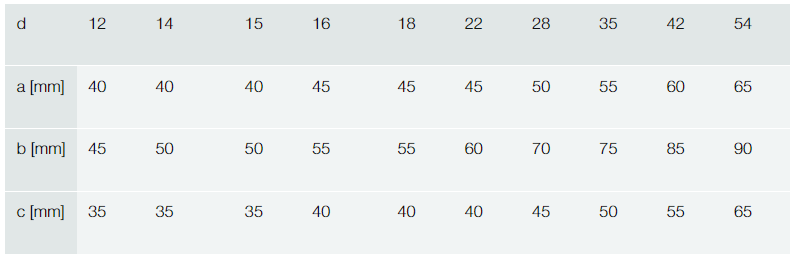 d 12 14 15 16 18 22 28 35 42 54
a [mm] 40 40 40 45 45 45 50 55 60 65
b [mm] 45 50 50 55 55 60 70 75 85 90
c [mm] 35 35 35 40 40 40 45 50 55 65